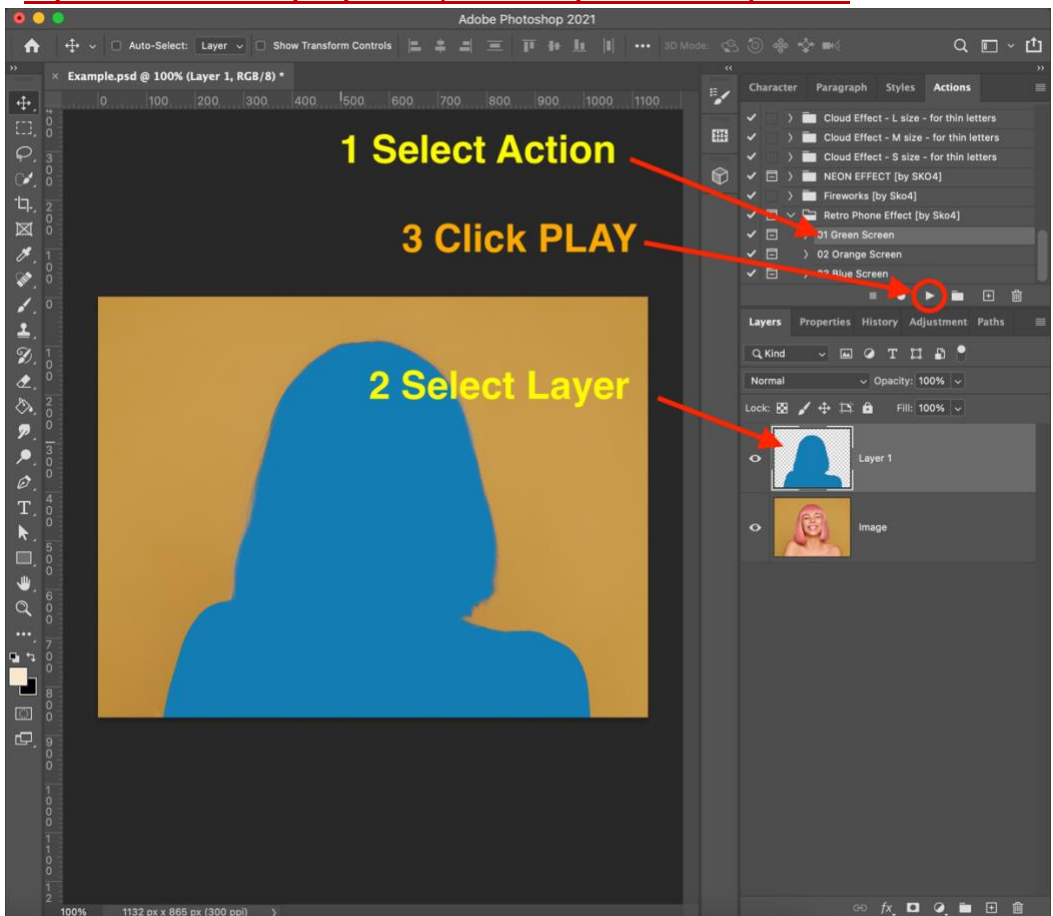 Adobe Photoshop 2021
Auto-Select: Layer Show Transform Controls 3D Mode:
Example.psd @ 100% (Layer 1, RGB/8) *
0 100 200 300 400 500 600 700 800 900 1000 1100
Character Paragraph Styles Actions
Cloud Effect - L size - for thin letters
Cloud Effect - M size - for thin letters
Cloud Effect - S size - for thin letters
NEON EFFECT [by SKO4]
Fireworks [by Sko4]
Retro Phone Effect [by Sko4]
01 Green Screen
02 Orange Screen
Blue Screen
1 Select Action
3 Click PLAY
2 Select Layer
Layers Properties History Adjustment Paths
Kind
Normal Opacity: 100%
Lock: Fill: 100%
Layer 1
Image
100% 1132 px x 865 px (300 ppi)
fx